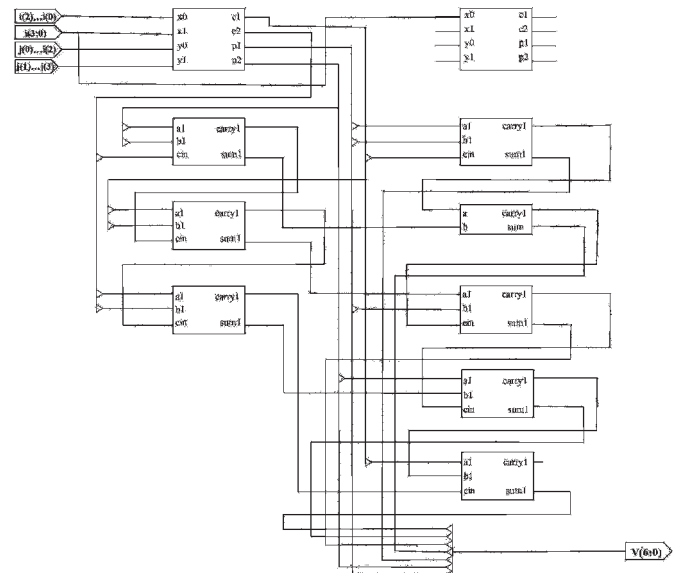 i(2)...i(0)
i(3:0)
j(0)...i(2)
j(1)...j(3)
x0 c1
x1 c2
y0 p1
y1 p2
x0 c1
x1 c2
y0 p1
y1 p2
a1 carry1
b1
cin sum1
a1 carry1
b1
cin sum1
a1 carry1
b1
cin sum1
a1 carry1
b1
cin sum1
a carry1
b sum
a1 carry1
b1
cin sum1
a1 carry1
b1
cin sum1
a1 carry1
b1
cin sum1
V(6:0)